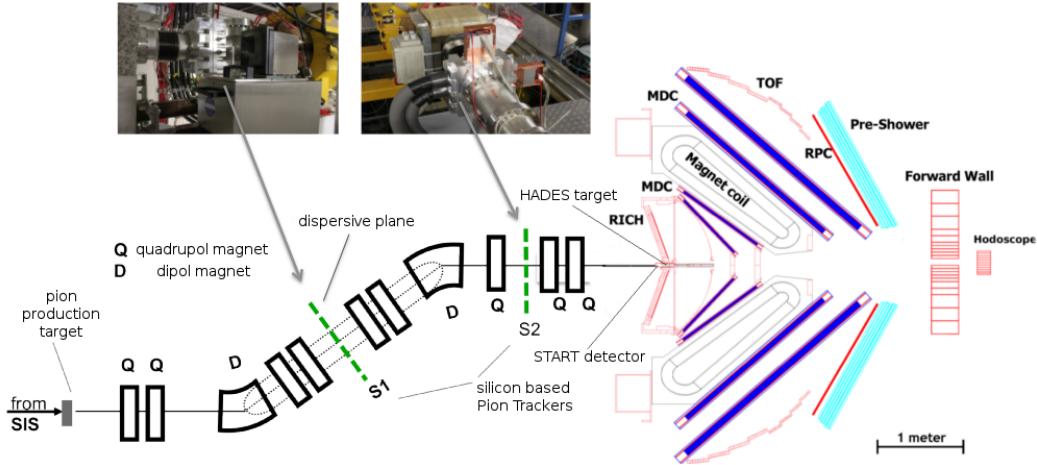 TOF
MDC
Pre-Shower
RPC
Magnet coil
Forward Wall
HADES target
MDC
RICH
Hodoscope
dispersive plane
Q quadrupol magnet
D dipol magnet
Q
Q
Q
D
S2
pion
production
target
START detector
Q
Q
D
S1
silicon based
Pion Trackers
from
SIS
1 meter